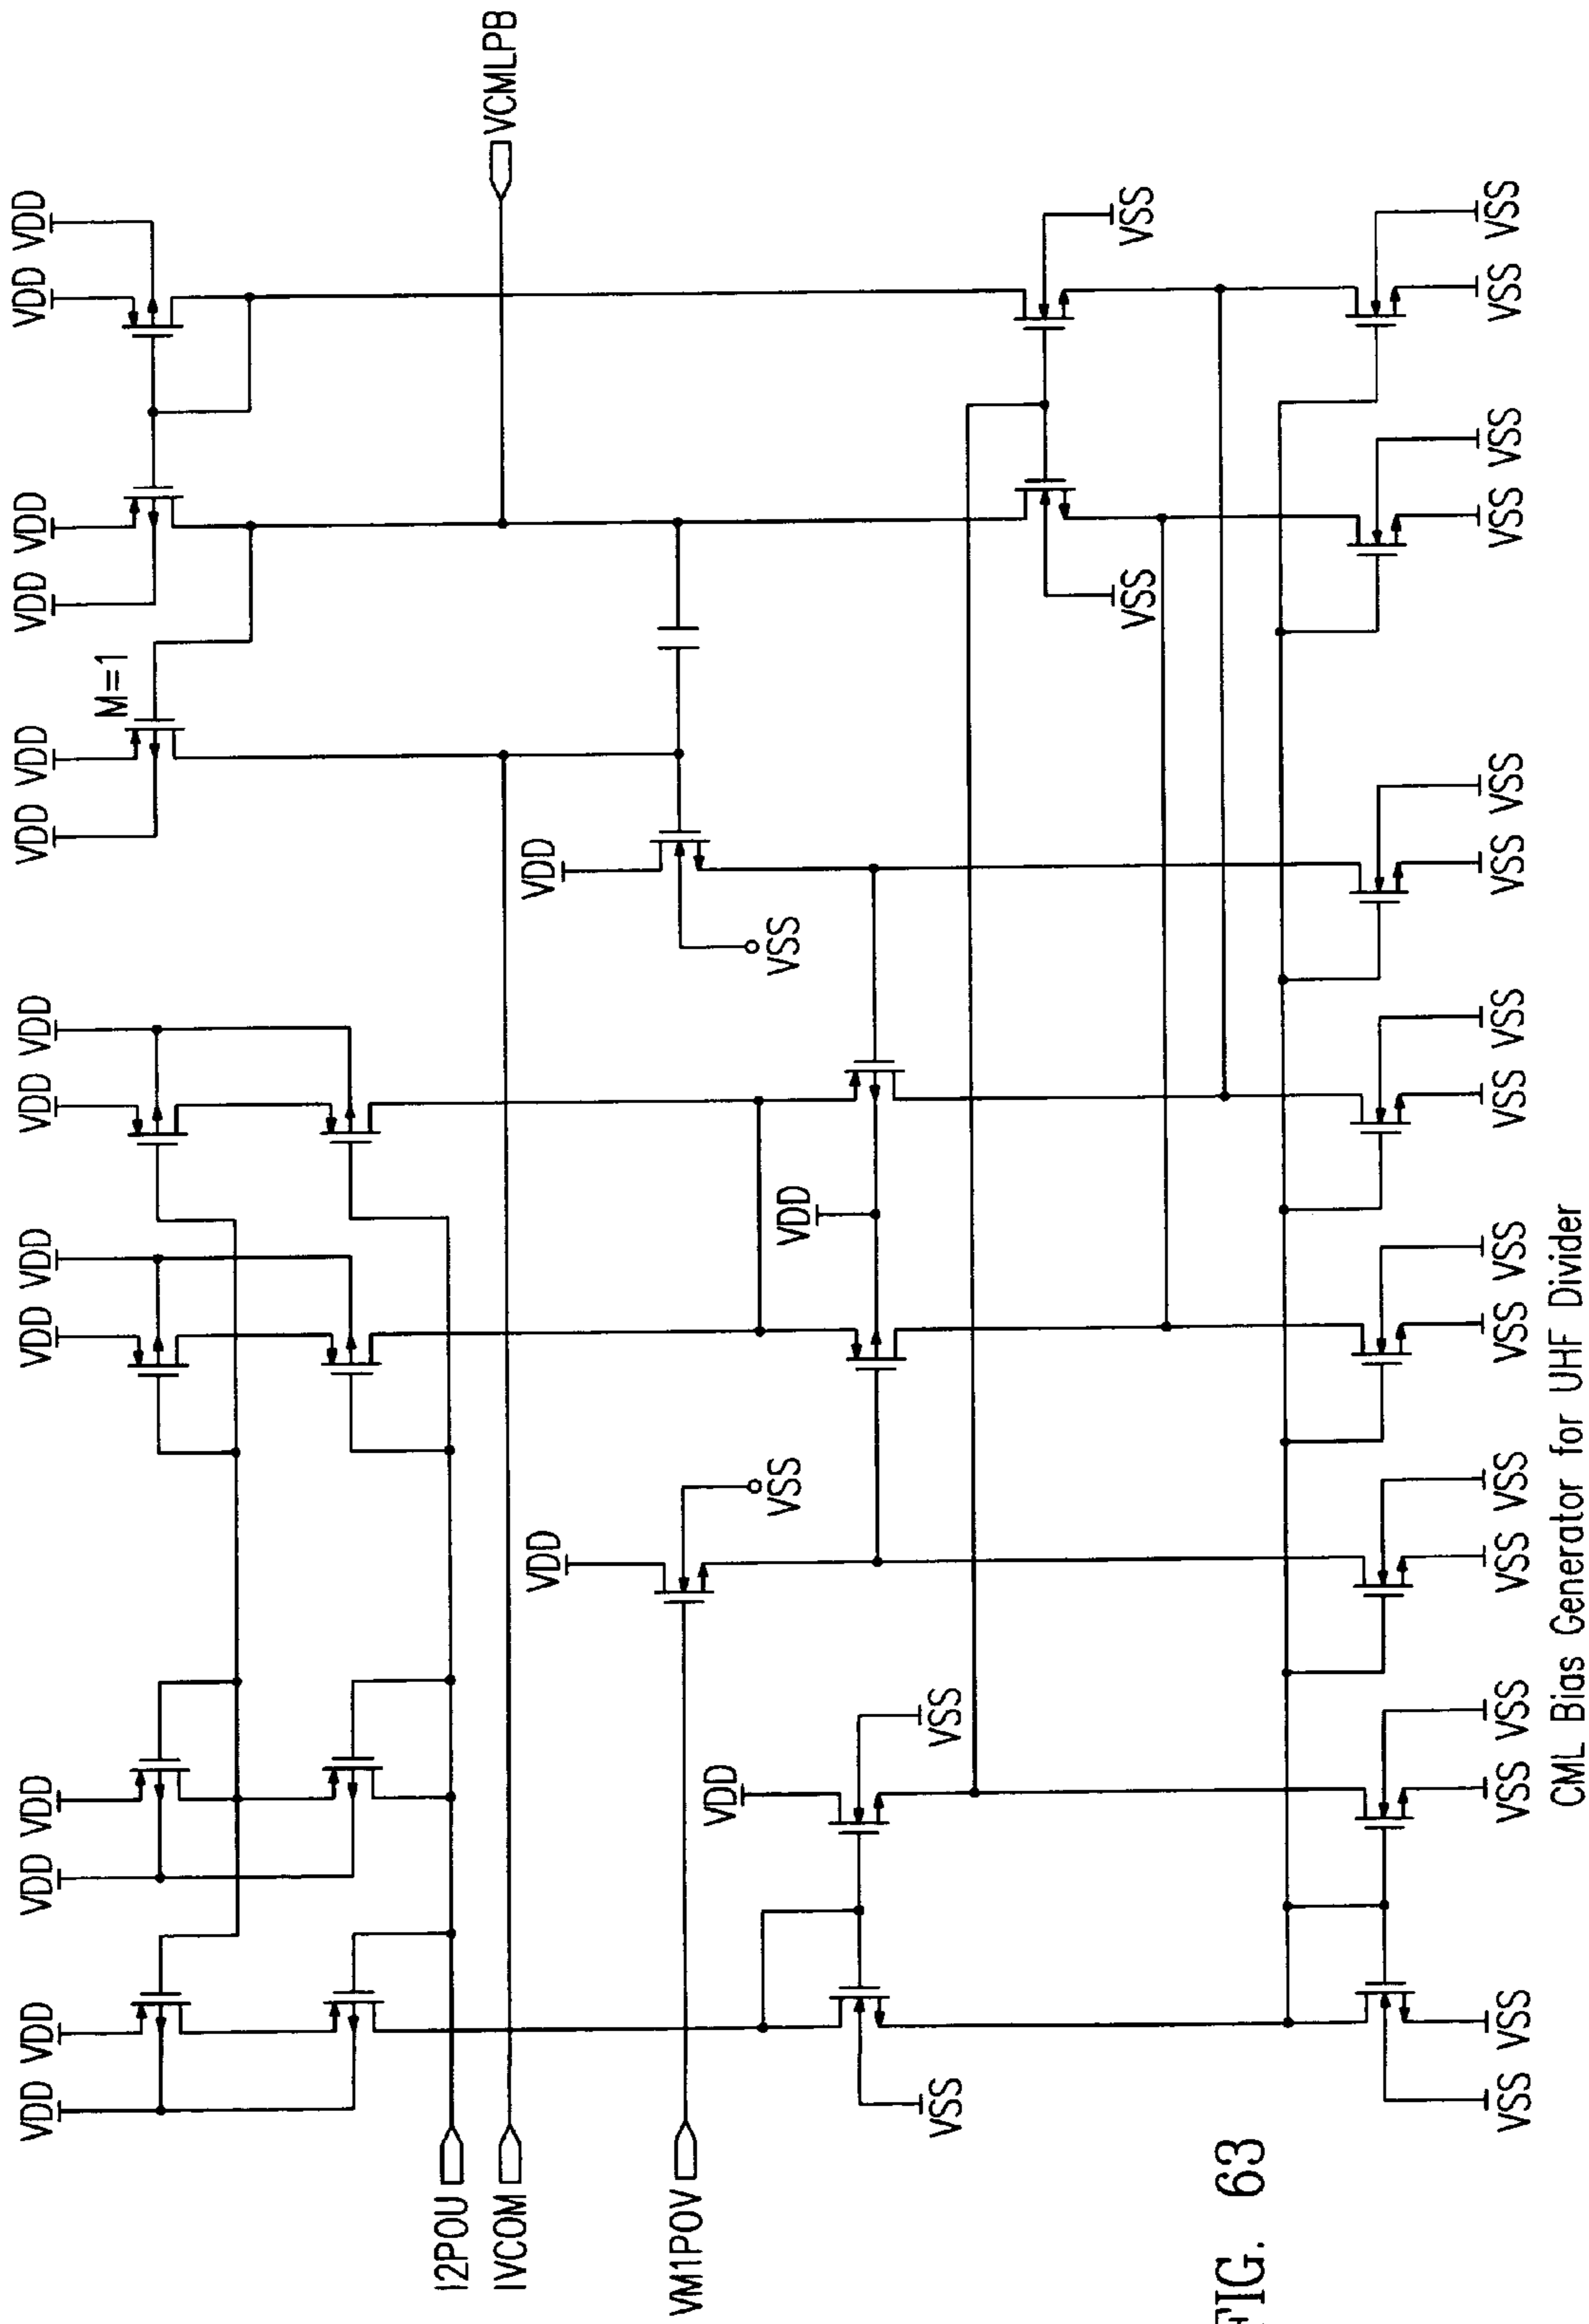 VDD VDD VDD VDD VDD VDD VDD VDD VDD VDD VDD VDD VDD VDD
M=1
I2POU
IVCOM
VCMLPB
VDD VDD
VM1POV
VDD
VSS VSS
VDD
VSS VSS
VSS VSS
VSS VSS VSS VSS VSS VSS VSS VSS VSS VSS VSS VSS VSS VSS VSS VSS
FIG. 63
CML Bias Generator for UHF Divider